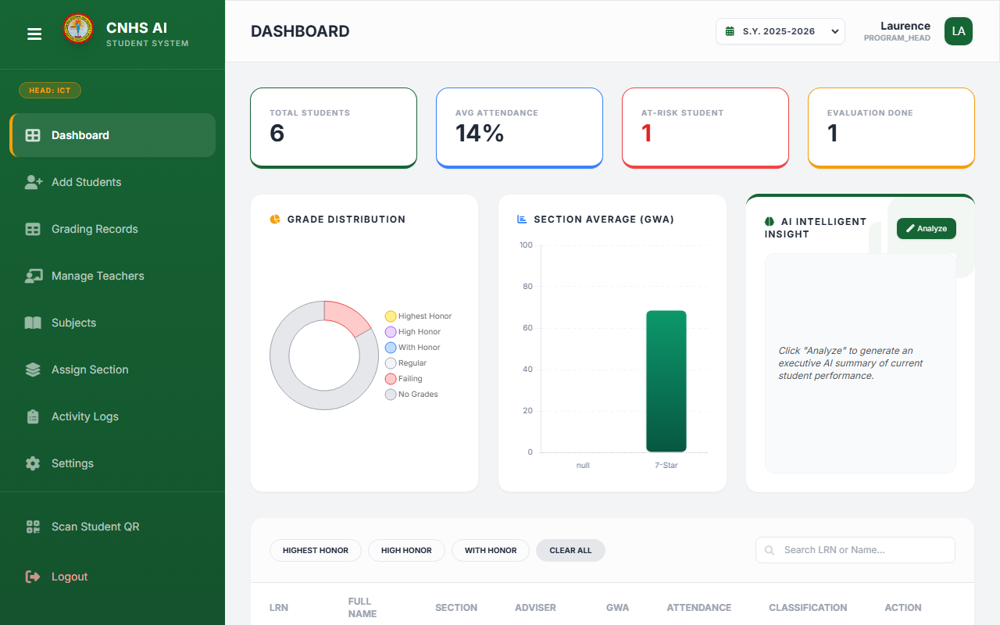 CNHS AI
STUDENT SYSTEM
HEAD: ICT
Dashboard
Add Students
Grading Records
Manage Teachers
Subjects
Assign Section
Activity Logs
Settings
Scan Student QR
Logout
DASHBOARD
S.Y. 2025-2026
Laurence
PROGRAM_HEAD
LA
TOTAL STUDENTS
6
AVG ATTENDANCE
14%
AT-RISK STUDENT
1
EVALUATION DONE
1
GRADE DISTRIBUTION
Highest Honor
High Honor
With Honor
Regular
Failing
No Grades
SECTION AVERAGE (GWA)
100
80
60
40
20
0
null
7-Star
AI INTELLIGENT
INSIGHT
Analyze
Click "Analyze" to generate an
executive AI summary of current
student performance.
HIGHEST HONOR
HIGH HONOR
WITH HONOR
CLEAR ALL
Search LRN or Name...
LRN
FULL
NAME
SECTION
ADVISER
GWA
ATTENDANCE
CLASSIFICATION
ACTION